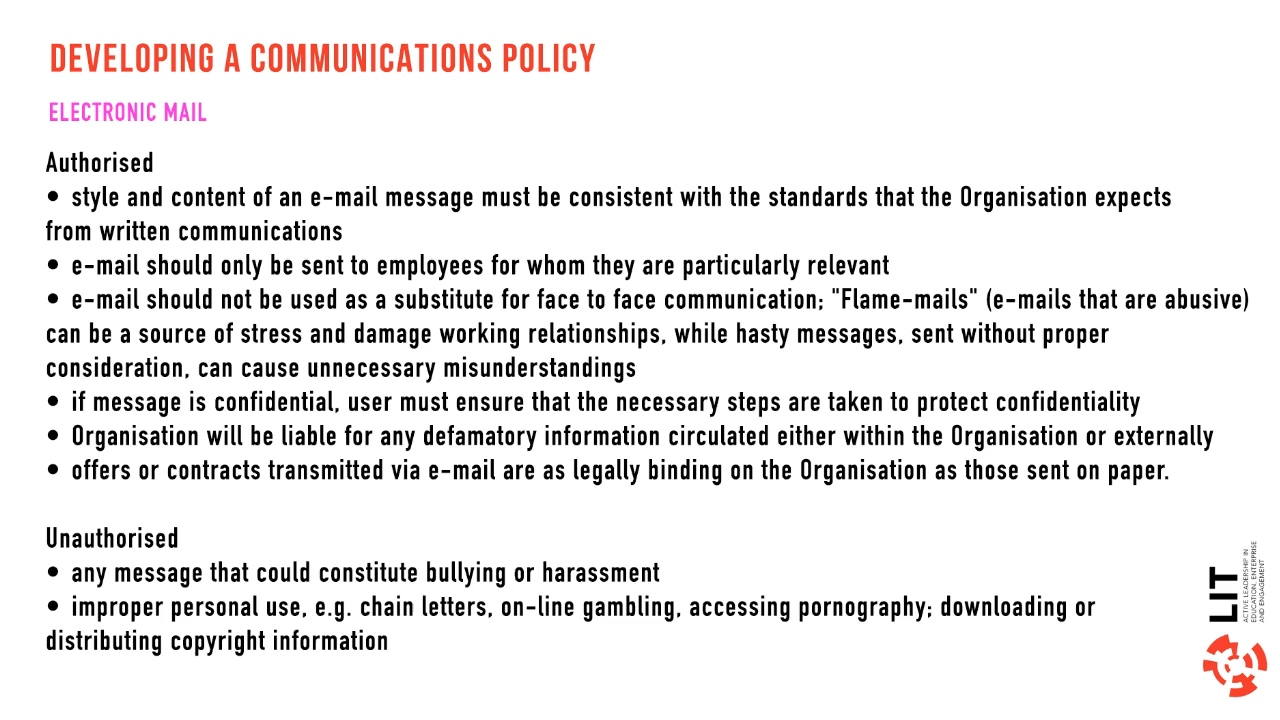 DEVELOPING A COMMUNICATIONS POLICY
ELECTRONIC MAIL
Authorised
• style and content of an e-mail message must be consistent with the standards that the Organisation expects
from written communications
• e-mail should only be sent to employees for whom they are particularly relevant
• e-mail should not be used as a substitute for face to face communication; "Flame-mails" (e-mails that are abusive)
can be a source of stress and damage working relationships, while hasty messages, sent without proper
consideration, can cause unnecessary misunderstandings
• if message is confidential, user must ensure that the necessary steps are taken to protect confidentiality
• Organisation will be liable for any defamatory information circulated either within the Organisation or externally
• offers or contracts transmitted via e-mail are as legally binding on the Organisation as those sent on paper.
Unauthorised
• any message that could constitute bullying or harassment
• improper personal use, e.g. chain letters, on-line gambling, accessing pornography; downloading or
distributing copyright information
LIT
ACTIVE LEADERSHIP IN
EDUCATION, ENTERPRISE
AND ENGAGEMENT